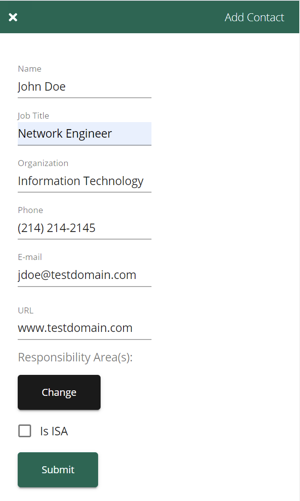 Add Contact
Name
John Doe
Job Title
Network Engineer
Organization
Information Technology
Phone
(214) 214-2145
E-mail
jdoe@testdomain.com
URL
www.testdomain.com
Responsibility Area(s):
Change
Is ISA
Submit